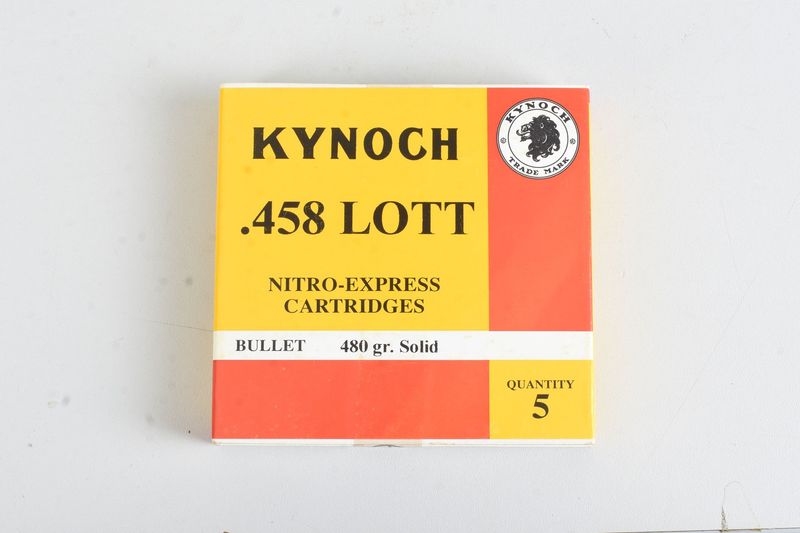 KYNOCH
.458 LOTT
NITRO-EXPRESS
CARTRIDGES
BULLET 480 gr. Solid
QUANTITY
5
KYNOCH
TRADE MARK